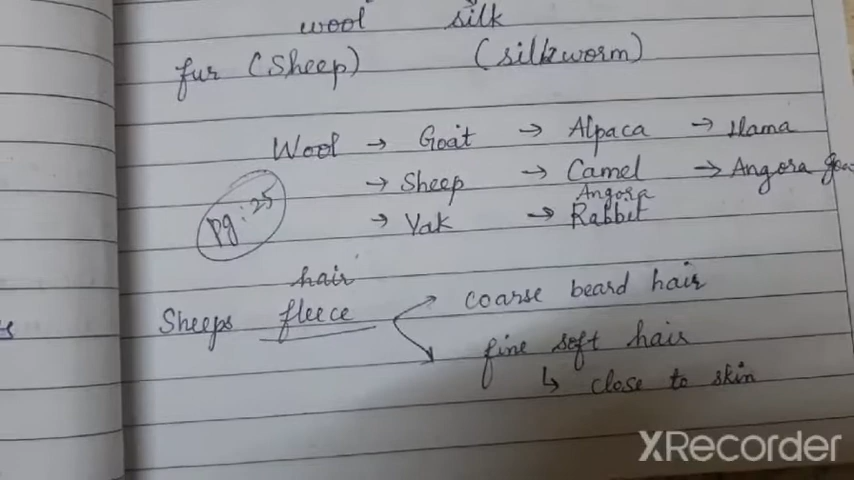 wool silk
fur (Sheep) (silkworm)
Wool → Goat → Alpaca → Llama
→ Sheep → Camel → Angora goat
pg:25 → Yak → Angora Rabbit
hair
Sheeps fleece coarse beard hair
fine soft hair
↳ close to skin
XRecorder